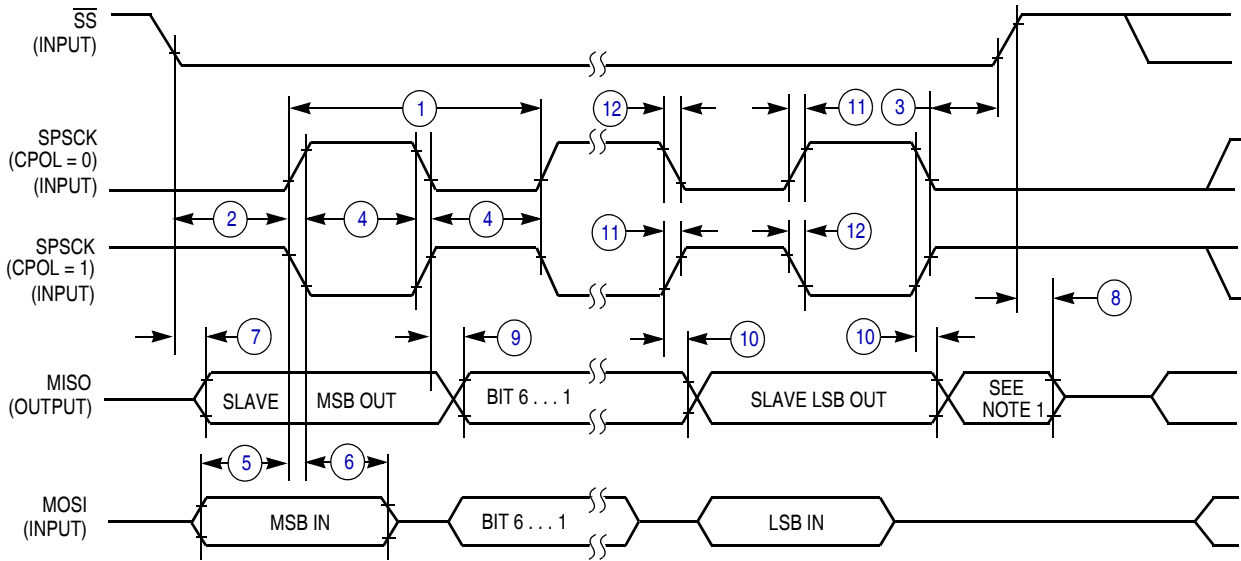 SS
(INPUT)
1
12
11
3
SPSCK
(CPOL = 0)
(INPUT)
2
4
4
11
12
SPSCK
(CPOL = 1)
(INPUT)
7
9
10
10
8
MISO
(OUTPUT)
SLAVE
MSB OUT
BIT 6 . . . 1
SLAVE LSB OUT
SEE
NOTE 1
5
6
MOSI
(INPUT)
MSB IN
BIT 6 . . . 1
LSB IN